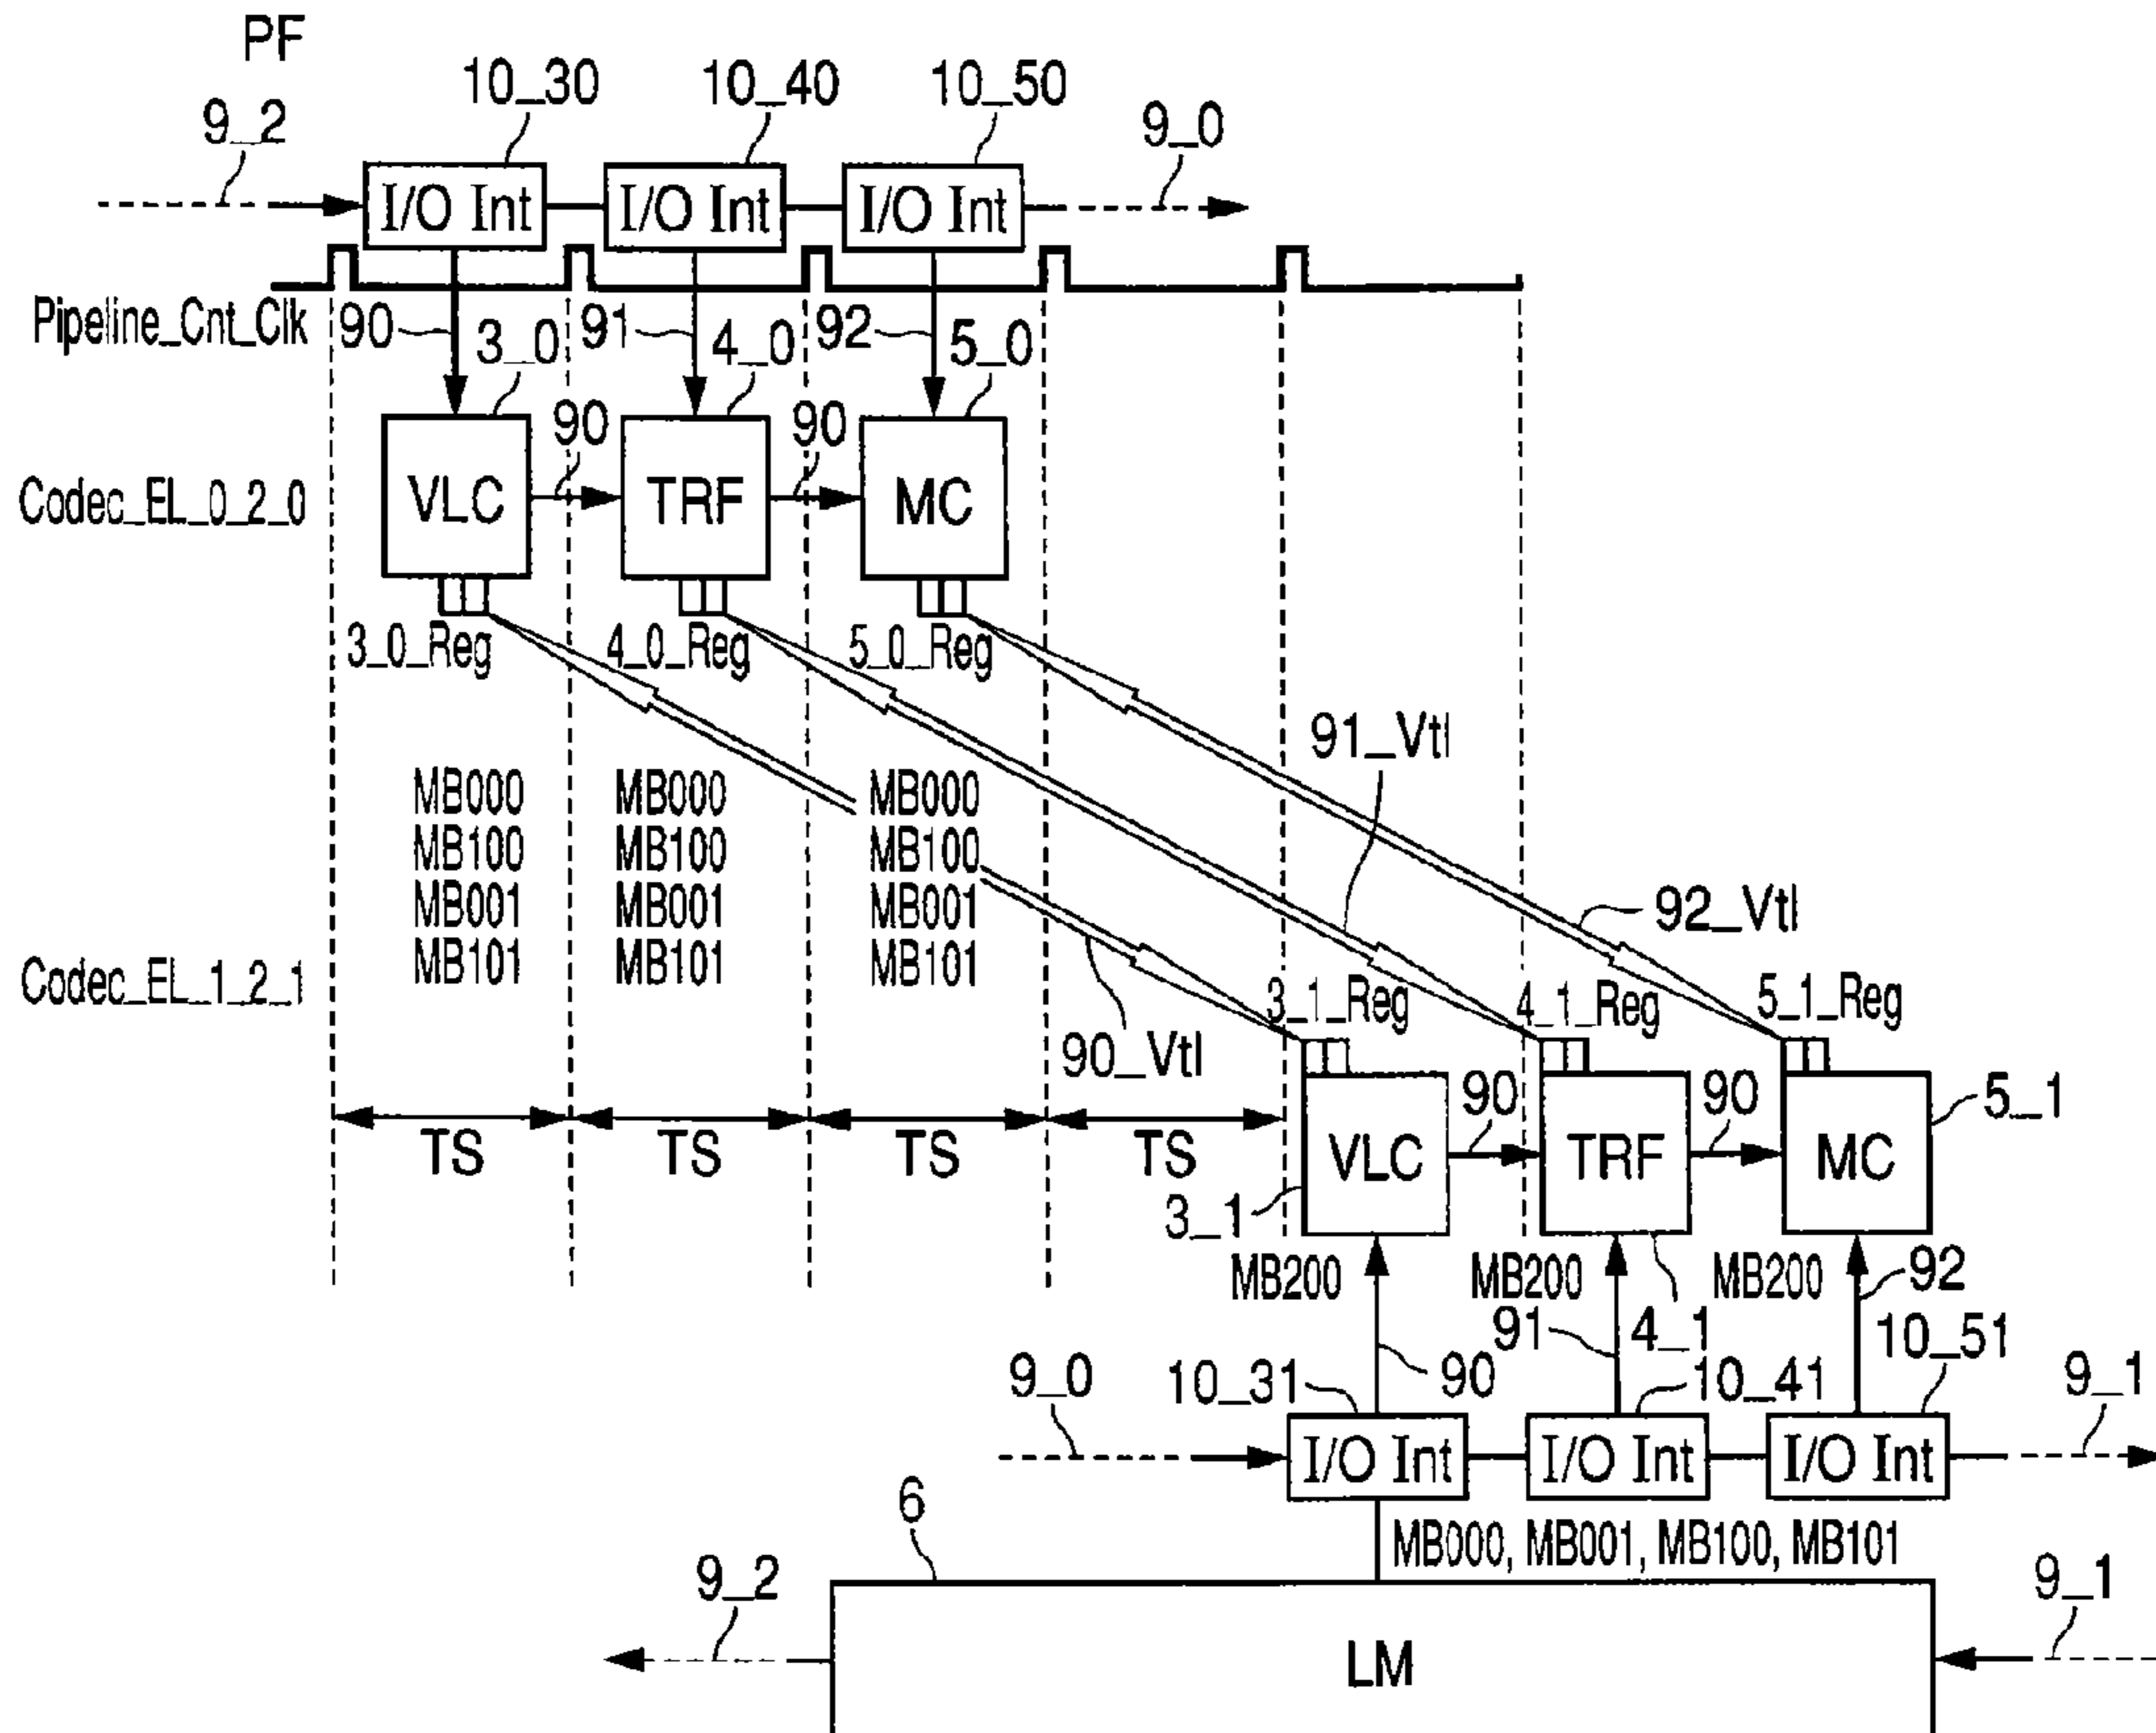 PF
10_30 10_40 10_50
9_2 9_0
I/O Int I/O Int I/O Int
Pipeline_Cnt_Clk 90 3_0 91 4_0 92 5_0
90 90
Codec_EL_0_2_0 VLC TRF MC
3_0_Reg 4_0_Reg 5_0_Reg
91_Vtl
MB000 MB000 MB000
MB100 MB100 MB100
MB001 MB001 MB001
92_Vtl
MB101 MB101 MB101
Codec_EL_1_2_1
3_1_Reg 4_1_Reg 5_1_Reg
90_Vtl
90 90 5_1
TS TS TS TS
VLC TRF MC
3_1
MB200 MB200 MB200 92
91 4_1 10_51
9_0 10_31 90 10_41 9_1
I/O Int I/O Int I/O Int
6
MB000, MB001, MB100, MB101
9_2 9_1
LM